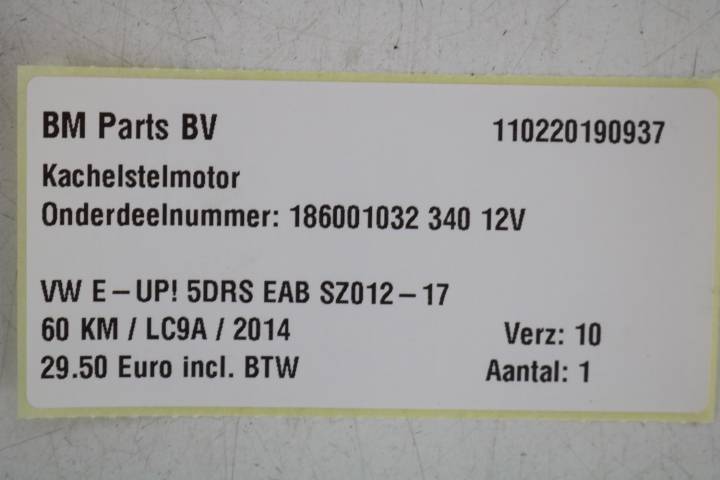 BM Parts BV 110220190937
Kachelstelmotor
Onderdeelnummer: 186001032 340 12V
VW E-UP! 5DRS EAB SZ012-17
60 KM / LC9A / 2014 Verz: 10
29.50 Euro incl. BTW Aantal: 1